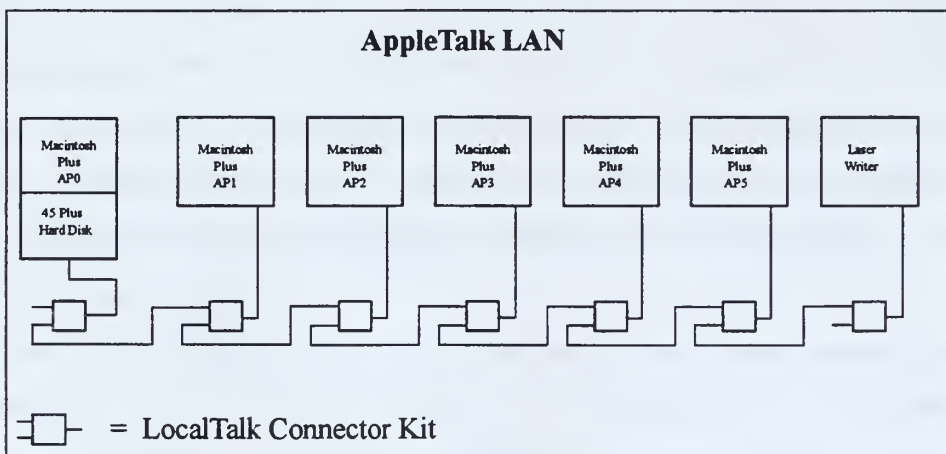 AppleTalk LAN
Macintosh
Plus
AP0
45 Plus
Hard Disk
Macintosh
Plus
AP1
Macintosh
Plus
AP2
Macintosh
Plus
AP3
Macintosh
Plus
AP4
Macintosh
Plus
AP5
Laser
Writer
= LocalTalk Connector Kit